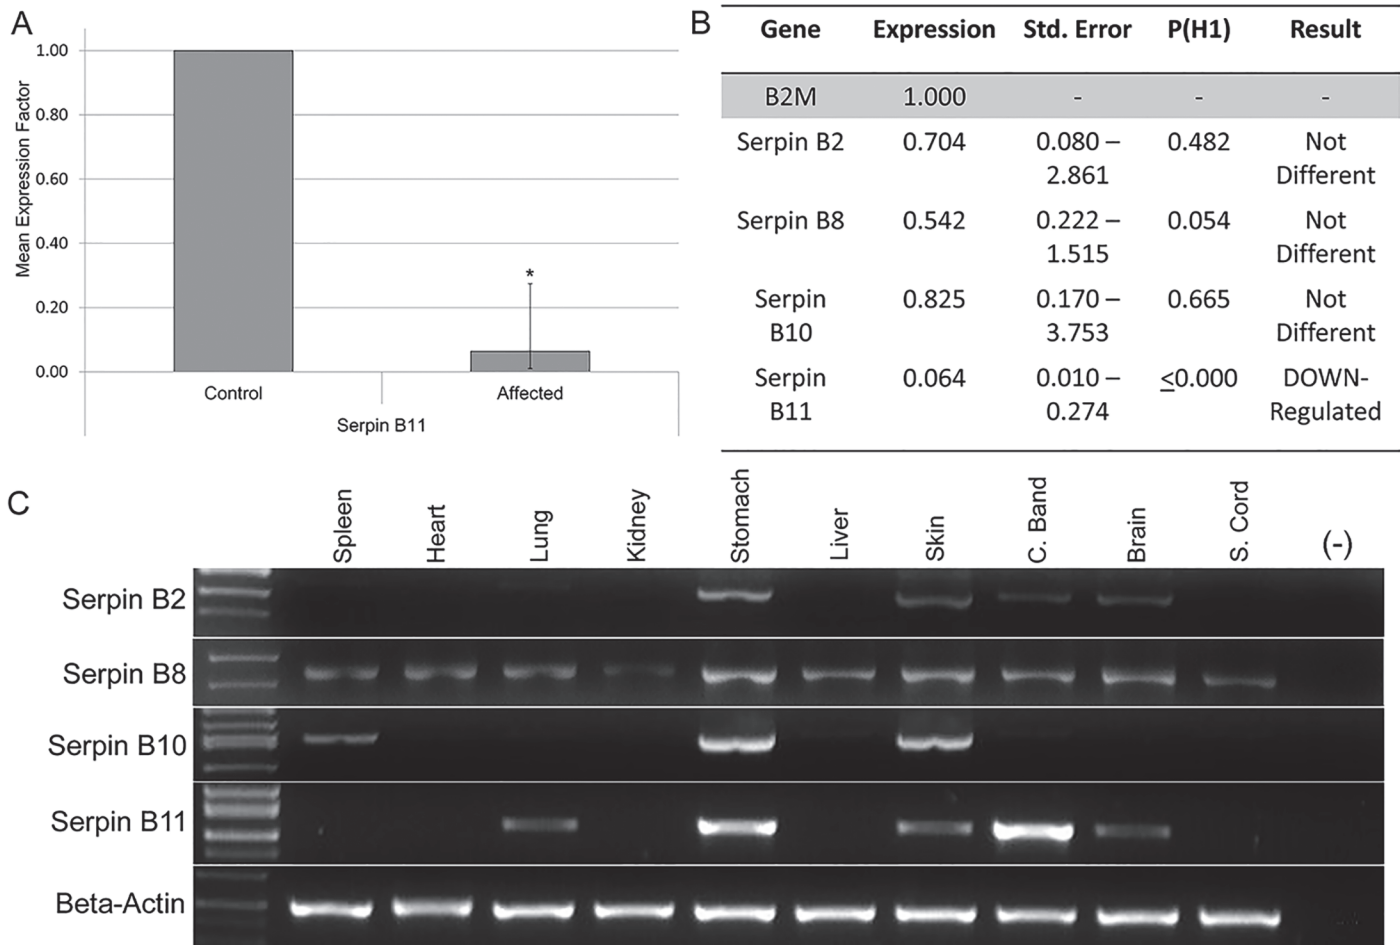 A
1.00
0.80
0.60
0.40
0.20
0.00
Mean Expression Factor
*
Control
Affected
Serpin B11
B
Gene Expression Std. Error P(H1) Result
B2M 1.000 - - -
Serpin B2 0.704 0.080 – 0.482 Not
2.861 Different
Serpin B8 0.542 0.222 – 0.054 Not
1.515 Different
Serpin 0.825 0.170 – 0.665 Not
B10 3.753 Different
Serpin 0.064 0.010 – ≤0.000 DOWN-
B11 0.274 Regulated
C
Spleen
Heart
Lung
Kidney
Stomach
Liver
Skin
C. Band
Brain
S. Cord
(-)
Serpin B2
Serpin B8
Serpin B10
Serpin B11
Beta-Actin